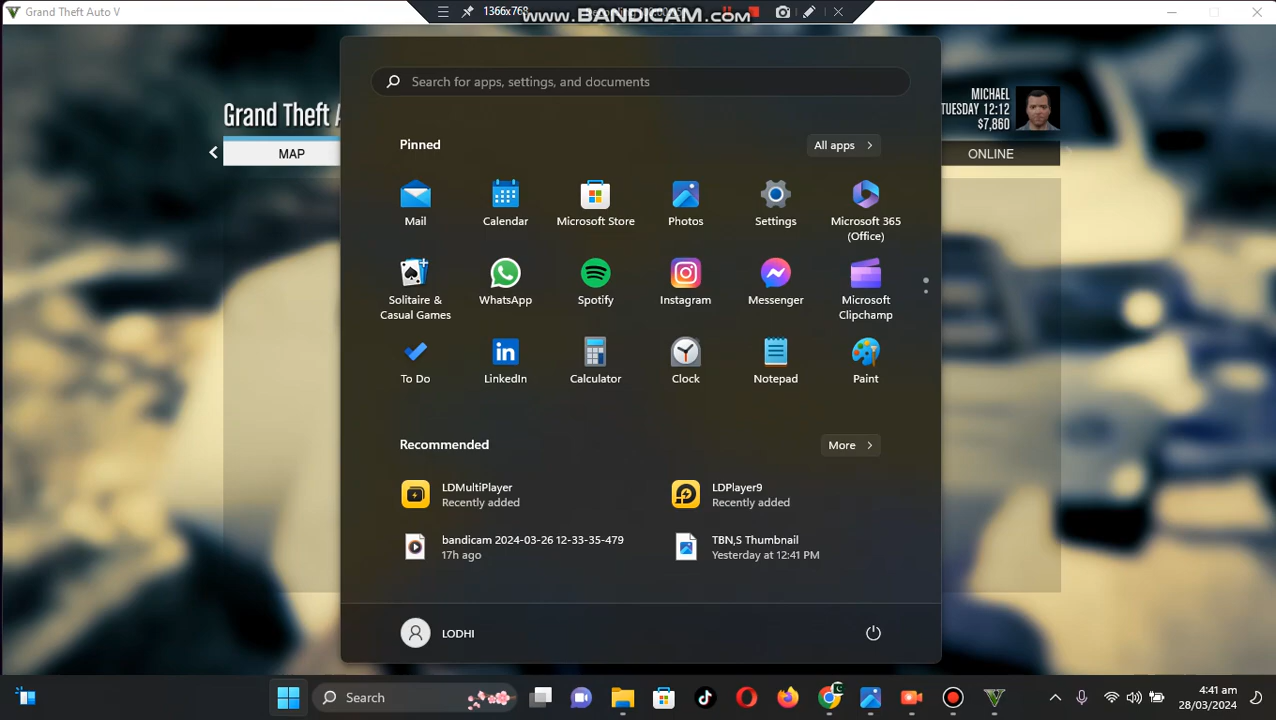 Grand Theft Auto V
1366x768
www.BANDICAM.com
Search for apps, settings, and documents
Grand Theft A
MICHAEL
TUESDAY 12:12
$7,860
MAP
ONLINE
Pinned
All apps
Mail
Calendar
Microsoft Store
Photos
Settings
Microsoft 365
(Office)
Solitaire &
Casual Games
WhatsApp
Spotify
Instagram
Messenger
Microsoft
Clipchamp
To Do
LinkedIn
Calculator
Clock
Notepad
Paint
Recommended
More
LDMultiPlayer
Recently added
LDPlayer9
Recently added
bandicam 2024-03-26 12-33-35-479
17h ago
TBN,S Thumbnail
Yesterday at 12:41 PM
LODHI
Search
4:41 am
28/03/2024